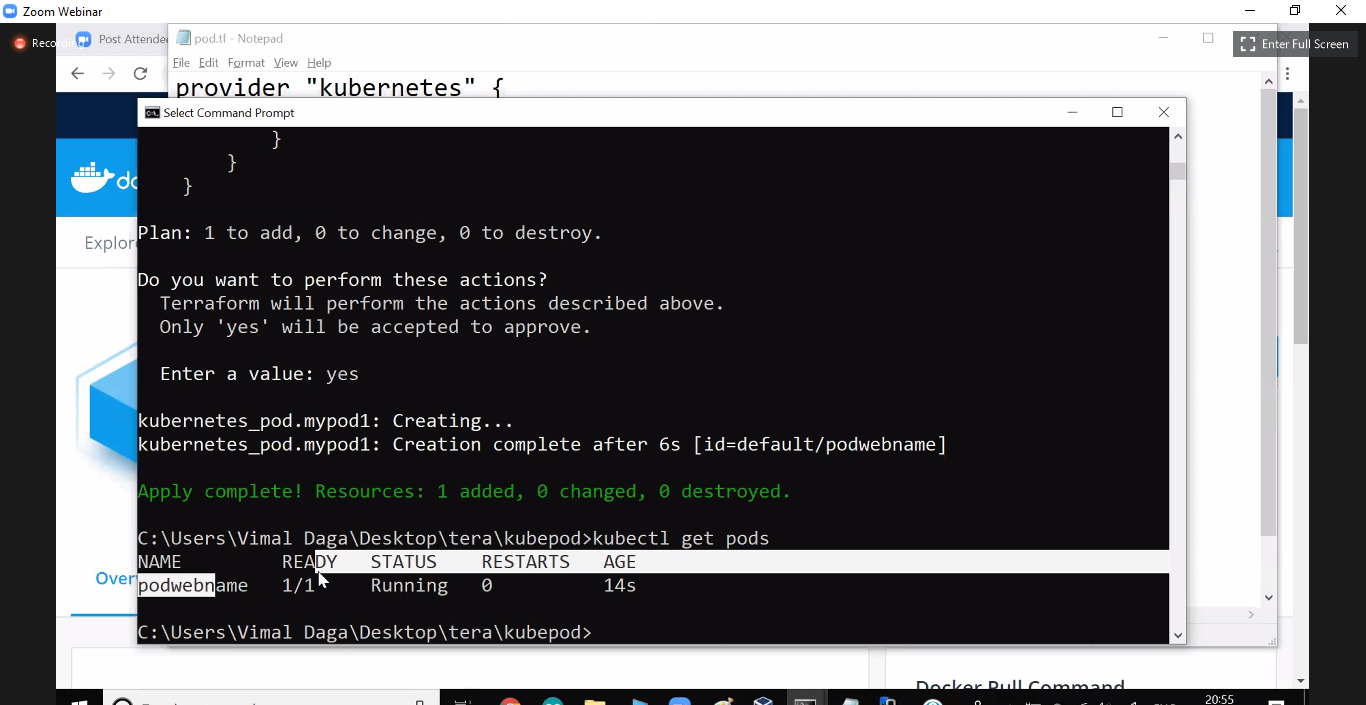 Zoom Webinar
Recording
Post Attendee
pod.tf - Notepad
Enter Full Screen
File Edit Format View Help
provider "kubernetes" {
Select Command Prompt
}
}
}
Explor
Plan: 1 to add, 0 to change, 0 to destroy.
Do you want to perform these actions?
Terraform will perform the actions described above.
Only 'yes' will be accepted to approve.
Enter a value: yes
kubernetes_pod.mypod1: Creating...
kubernetes_pod.mypod1: Creation complete after 6s [id=default/podwebname]
Apply complete! Resources: 1 added, 0 changed, 0 destroyed.
C:\Users\Vimal Daga\Desktop\tera\kubepod>kubectl get pods
NAME READY STATUS RESTARTS AGE
Over
podwebname 1/1 Running 0 14s
C:\Users\Vimal Daga\Desktop\tera\kubepod>
Docker Pull Command
20:55